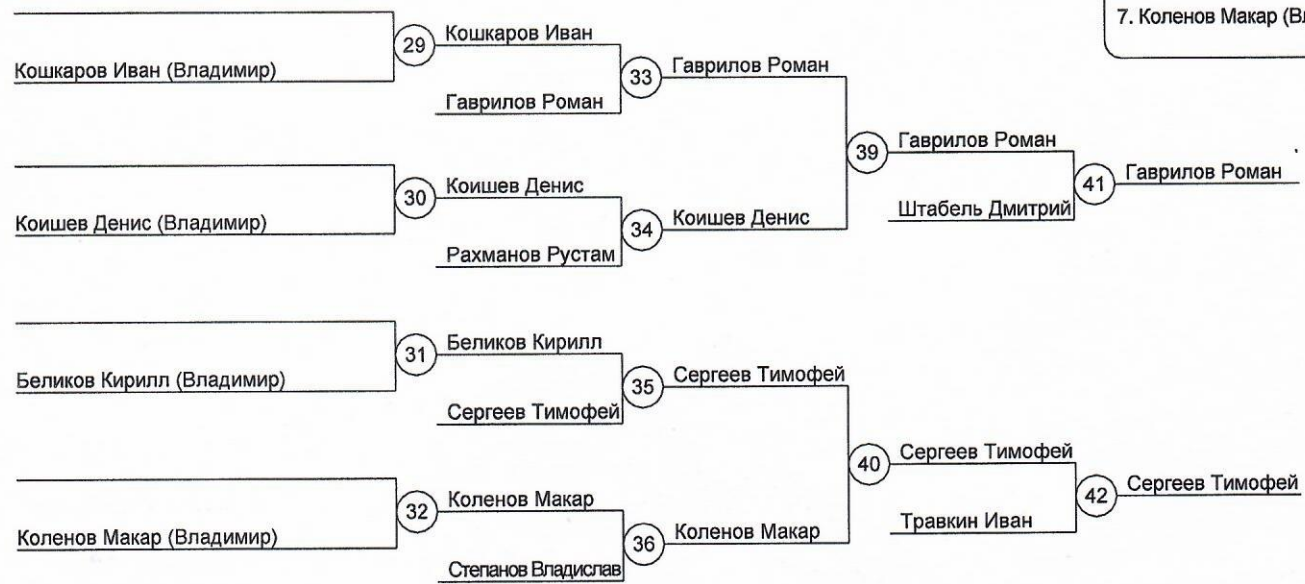 7. Коленов Макар (Вл
29
Кошкаров Иван
Кошкаров Иван (Владимир)
33
Гаврилов Роман
Гаврилов Роман
39
Гаврилов Роман
30
Коишев Денис
41
Гаврилов Роман
Коишев Денис (Владимир)
34
Коишев Денис
Штабель Дмитрий
Рахманов Рустам
31
Беликов Кирилл
Беликов Кирилл (Владимир)
35
Сергеев Тимофей
Сергеев Тимофей
40
Сергеев Тимофей
32
Коленов Макар
42
Сергеев Тимофей
Коленов Макар (Владимир)
36
Коленов Макар
Травкин Иван
Степанов Владислав